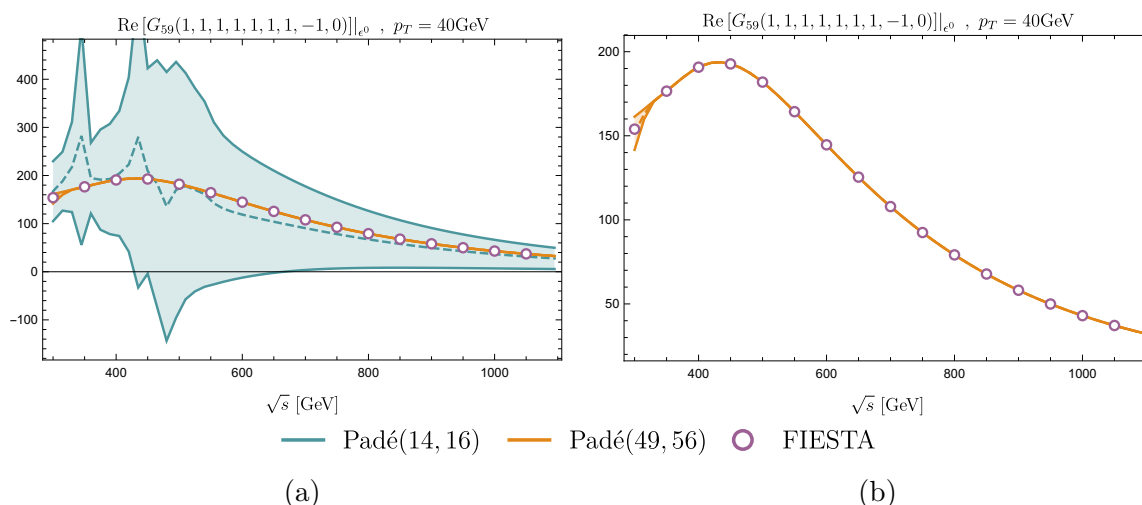 Re [G₅₉(1, 1, 1, 1, 1, 1, 1, −1, 0)]|ϵ⁰ , p_T = 40GeV
400
300
200
100
0
−100
400
600
800
1000
√s [GeV]
Re [G₅₉(1, 1, 1, 1, 1, 1, 1, −1, 0)]|ϵ⁰ , p_T = 40GeV
200
150
100
50
400
600
800
1000
√s [GeV]
Padé(14, 16)
Padé(49, 56)
FIESTA
(a)
(b)